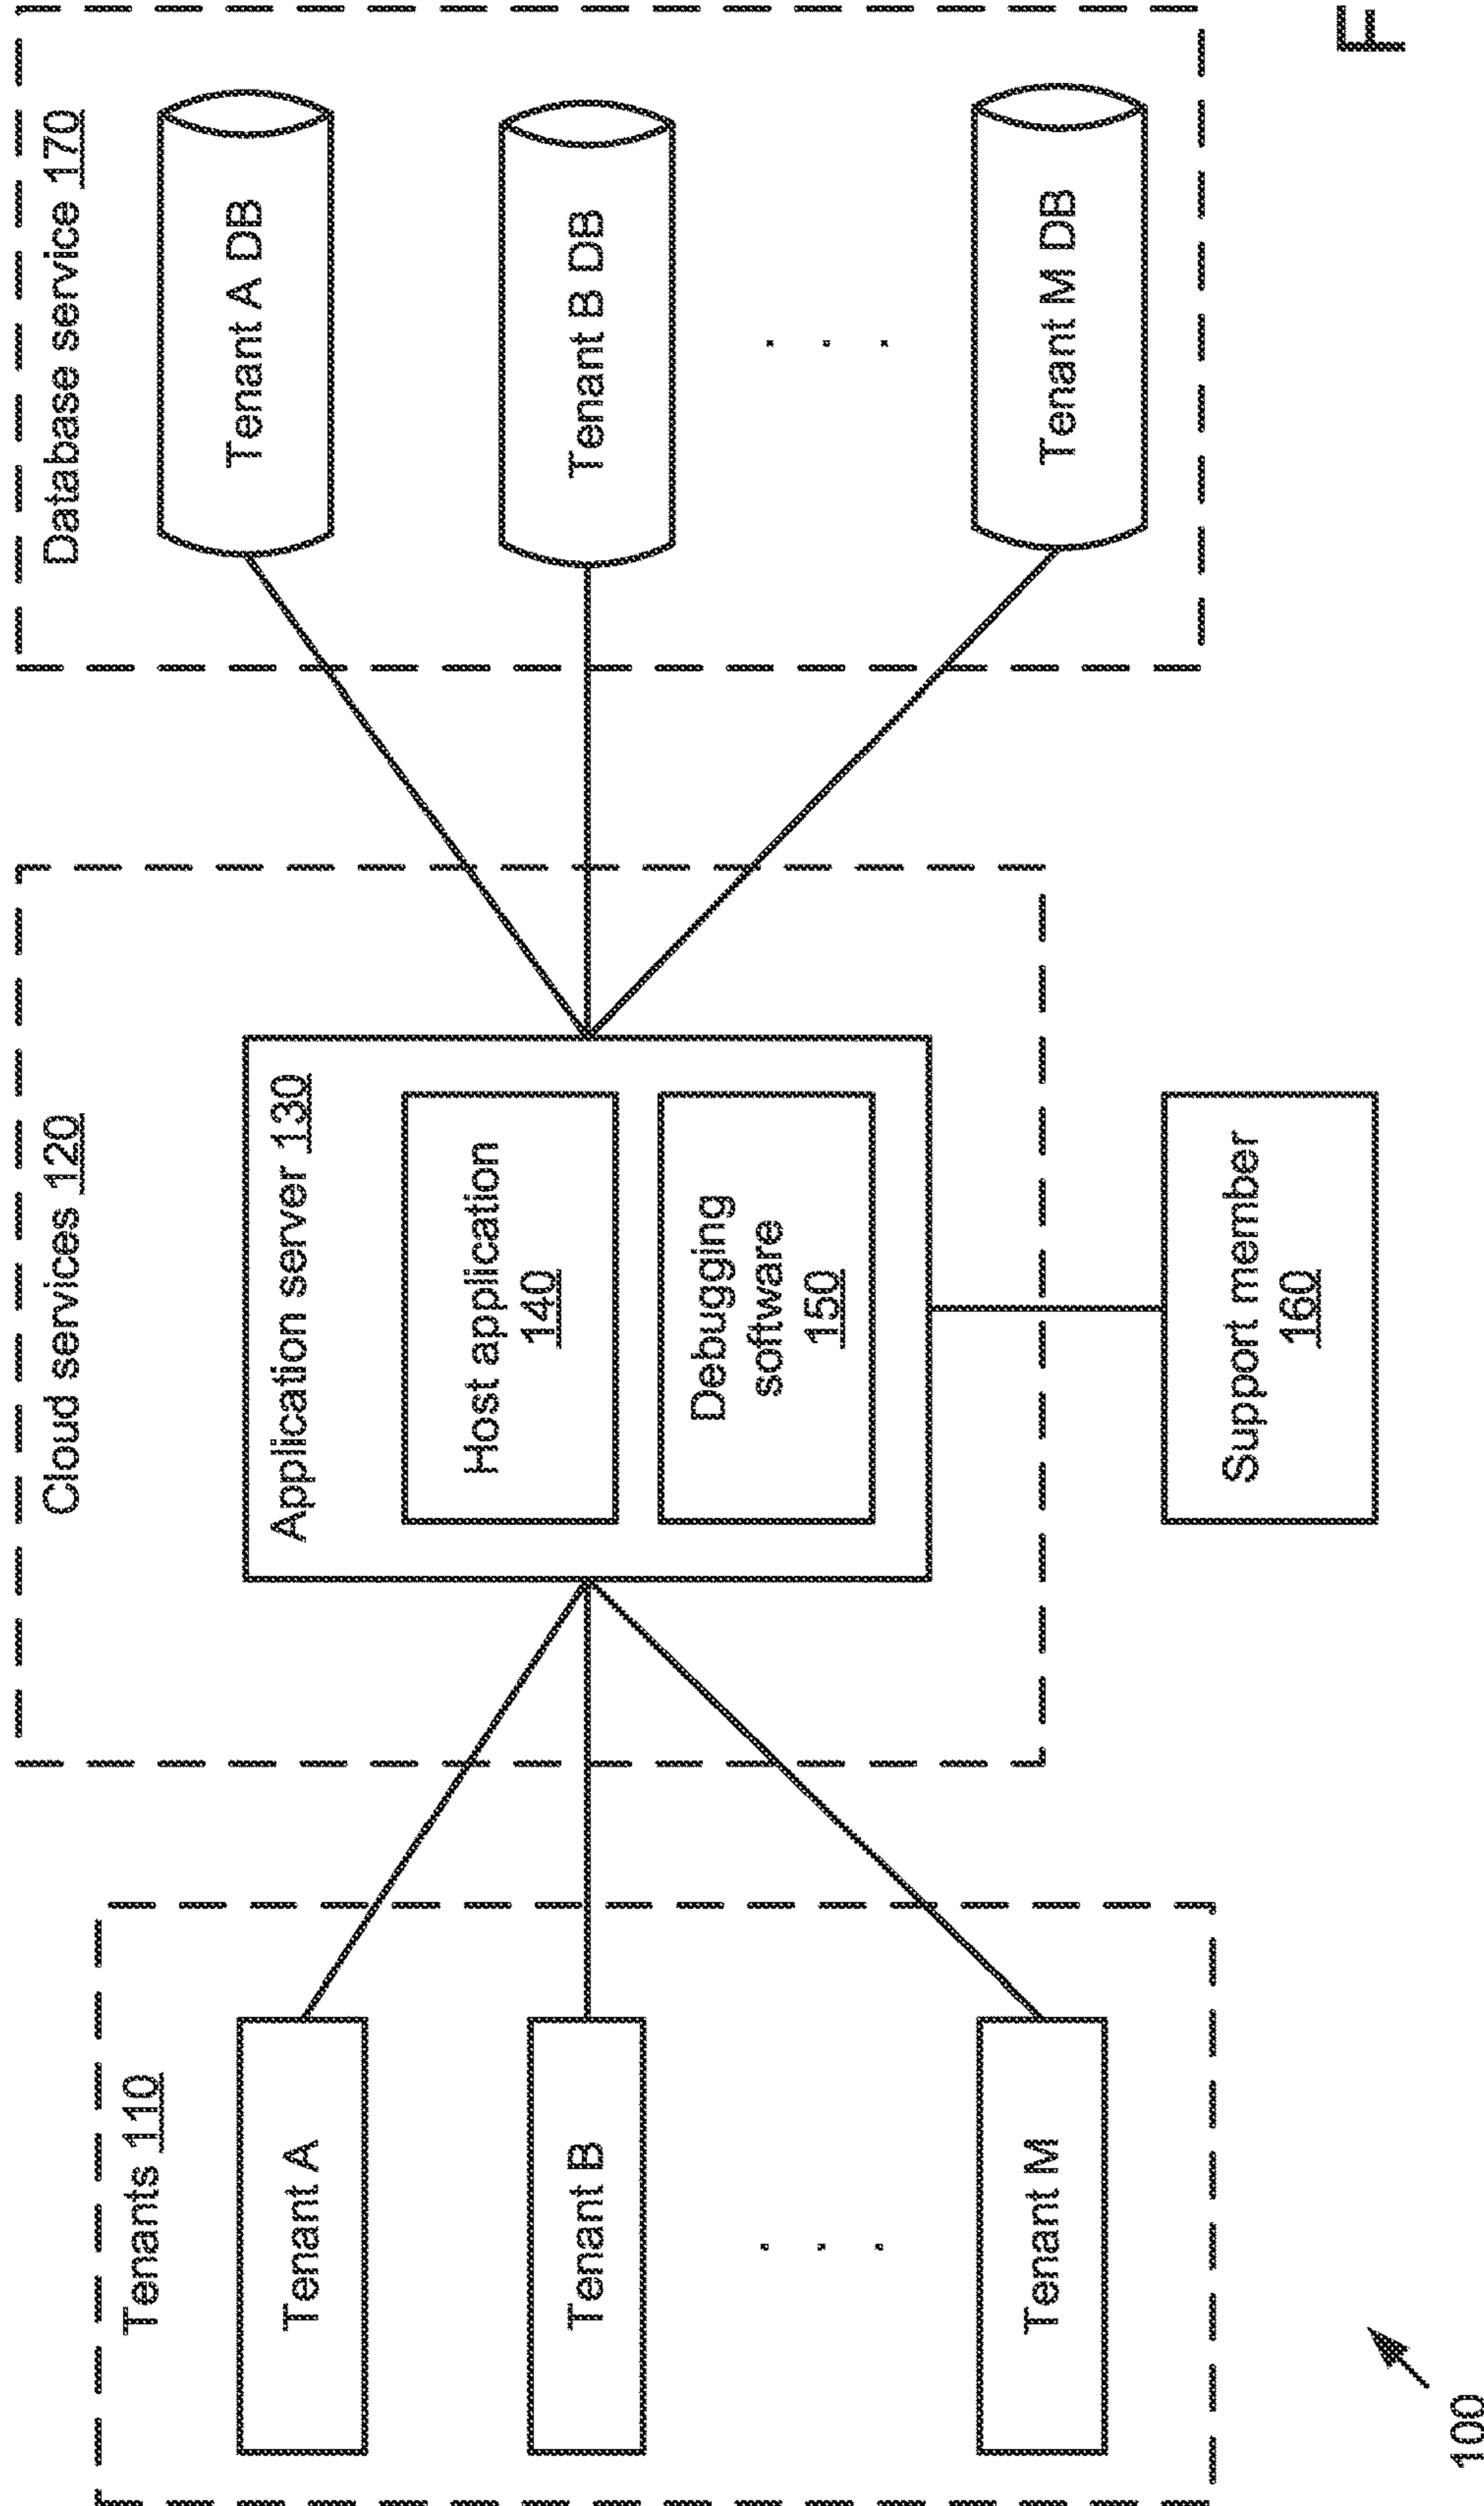 Tenants 110
Tenant A
Tenant B
. . .
Tenant M
Cloud services 120
Application server 130
Host application
140
Debugging
software
150
Support member
160
Database service 170
Tenant A DB
Tenant B DB
. . .
Tenant M DB
100
F